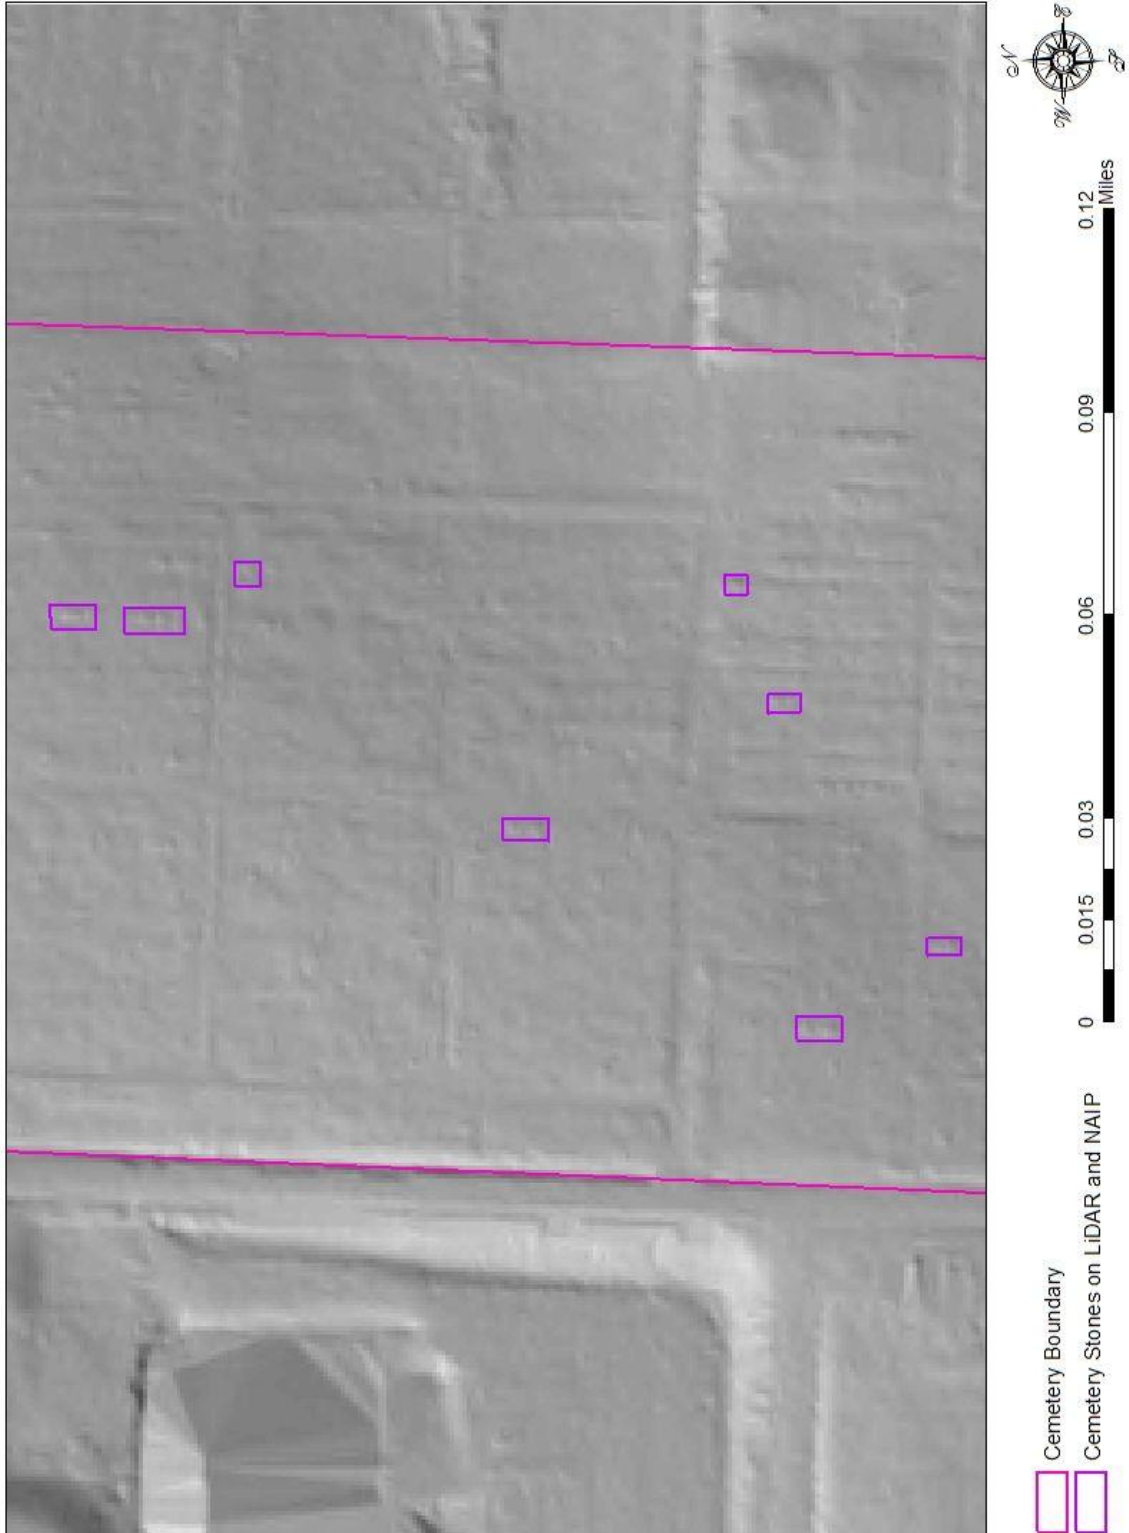 N
E
W
S
0 0.015 0.03 0.06 0.09 0.12
Miles
Cemetery Boundary
Cemetery Stones on LiDAR and NAIP